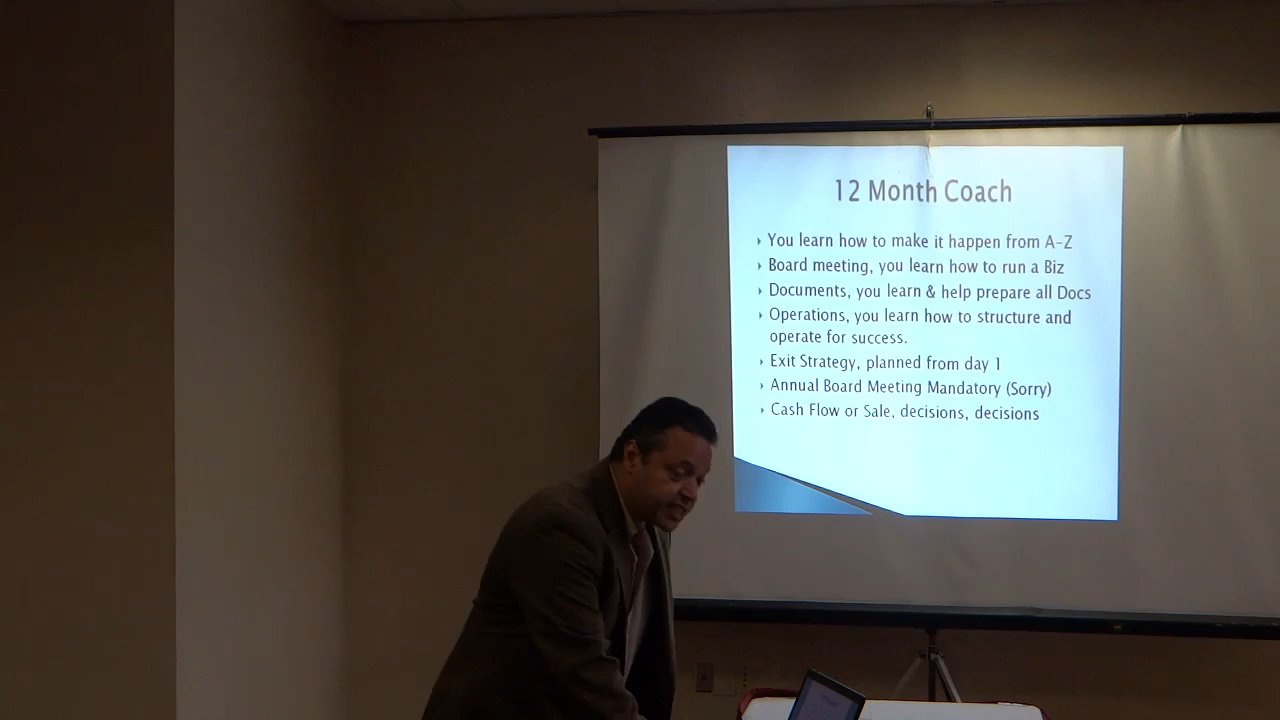 12 Month Coach
You learn how to make it happen from A-Z
Board meeting, you learn how to run a Biz
Documents, you learn & help prepare all Docs
Operations, you learn how to structure and
operate for success.
Exit Strategy, planned from day 1
Annual Board Meeting Mandatory (Sorry)
Cash Flow or Sale, decisions, decisions